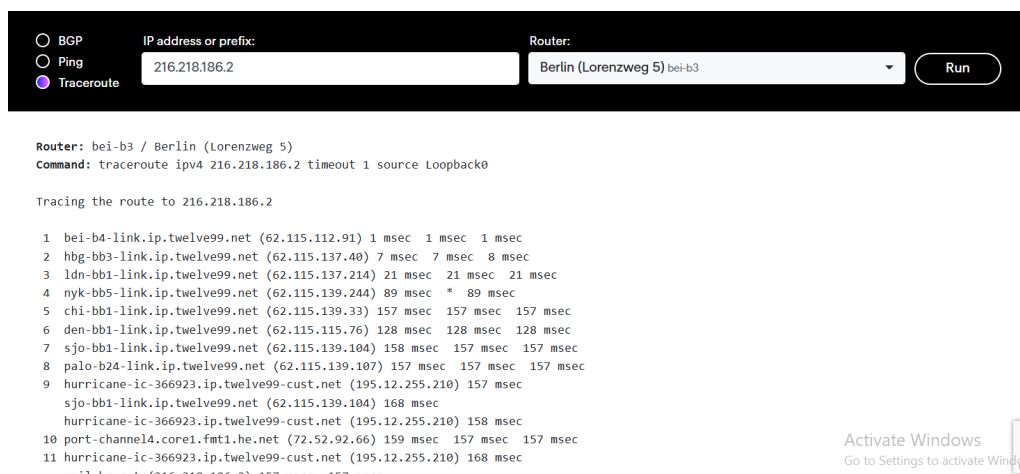 BGP
IP address or prefix:
Router:
Ping
216.218.186.2
Berlin (Lorenzweg 5) bei-b3
Run
Traceroute
Router: bei-b3 / Berlin (Lorenzweg 5)
Command: traceroute ipv4 216.218.186.2 timeout 1 source Loopback0
Tracing the route to 216.218.186.2
1 bei-b4-link.ip.twelve99.net (62.115.112.91) 1 msec 1 msec 1 msec
2 hbg-bb3-link.ip.twelve99.net (62.115.137.40) 7 msec 7 msec 8 msec
3 ldn-bb1-link.ip.twelve99.net (62.115.137.214) 21 msec 21 msec 21 msec
4 nyk-bb5-link.ip.twelve99.net (62.115.139.244) 89 msec * 89 msec
5 chi-bb1-link.ip.twelve99.net (62.115.139.33) 157 msec 157 msec 157 msec
6 den-bb1-link.ip.twelve99.net (62.115.115.76) 128 msec 128 msec 128 msec
7 sjo-bb1-link.ip.twelve99.net (62.115.139.104) 158 msec 157 msec 157 msec
8 palo-b24-link.ip.twelve99.net (62.115.139.107) 157 msec 157 msec 157 msec
9 hurricane-ic-366923.ip.twelve99-cust.net (195.12.255.210) 157 msec
sjo-bb1-link.ip.twelve99.net (62.115.139.104) 168 msec
hurricane-ic-366923.ip.twelve99-cust.net (195.12.255.210) 158 msec
10 port-channel4.core1.fmt1.he.net (72.52.92.66) 159 msec 157 msec 157 msec
11 hurricane-ic-366923.ip.twelve99-cust.net (195.12.255.210) 168 msec
Activate Windows
Go to Settings to activate